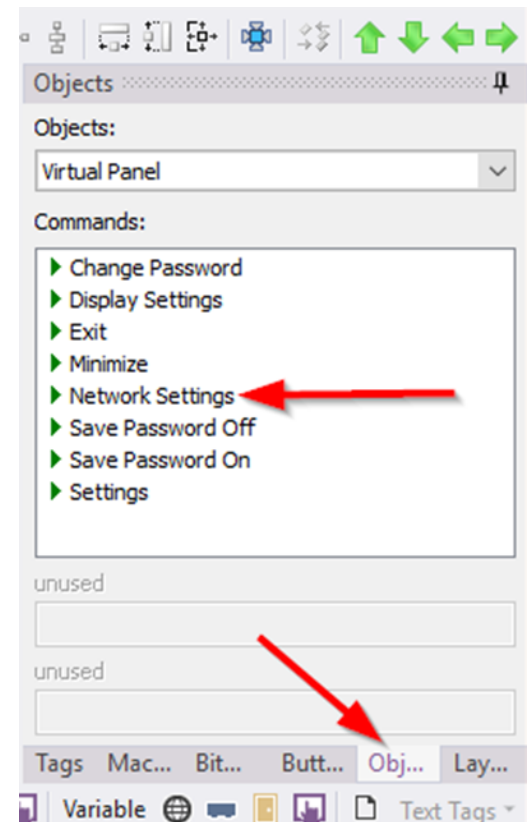 Objects
Objects:
Virtual Panel
Commands:
Change Password
Display Settings
Exit
Minimize
Network Settings
Save Password Off
Save Password On
Settings
unused
unused
Tags Mac... Bit... Butt... Obj... Lay...
Variable Text Tags